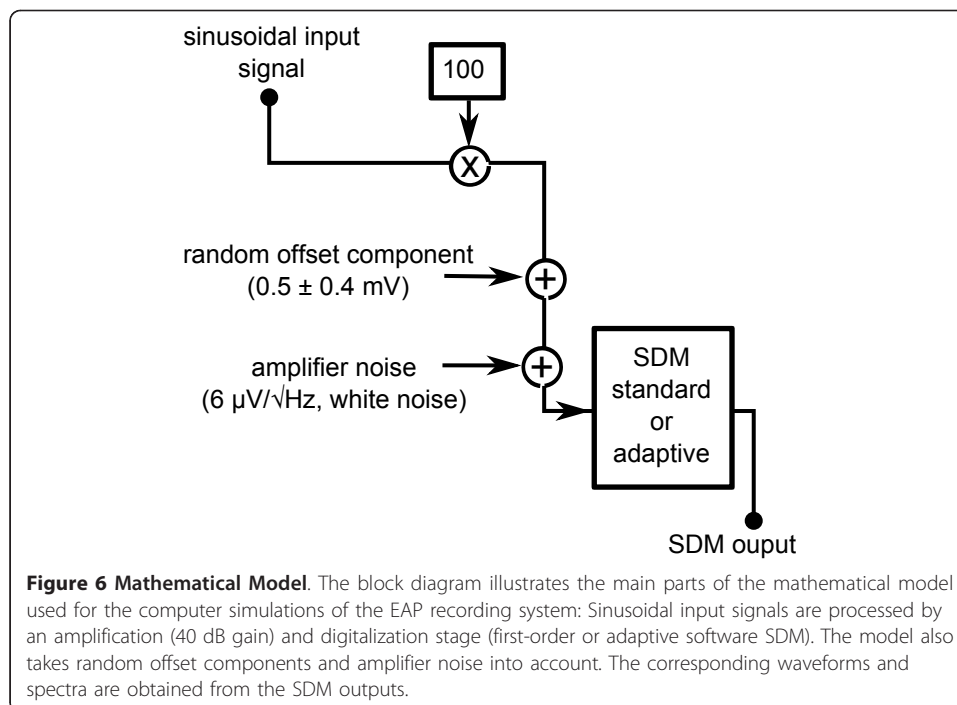 sinusoidal input
signal
100
X
random offset component
(0.5 ± 0.4 mV)
+
amplifier noise
(6 µV/√Hz, white noise)
+
SDM
standard
or
adaptive
SDM ouput
Figure 6 Mathematical Model. The block diagram illustrates the main parts of the mathematical model
used for the computer simulations of the EAP recording system: Sinusoidal input signals are processed by
an amplification (40 dB gain) and digitalization stage (first-order or adaptive software SDM). The model also
takes random offset components and amplifier noise into account. The corresponding waveforms and
spectra are obtained from the SDM outputs.